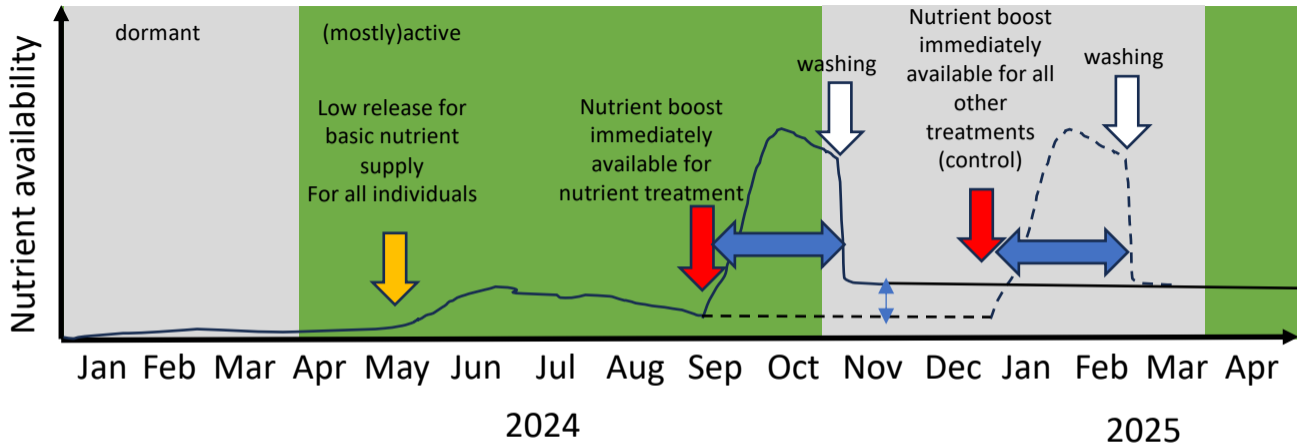 Nutrient availability
dormant
(mostly)active
Low release for
basic nutrient
supply
For all individuals
Nutrient boost
immediately
available for
nutrient treatment
washing
Nutrient boost
immediately
available for all
other
treatments
(control)
washing
Jan Feb Mar Apr May Jun Jul Aug Sep Oct Nov Dec Jan Feb Mar Apr
2024 2025